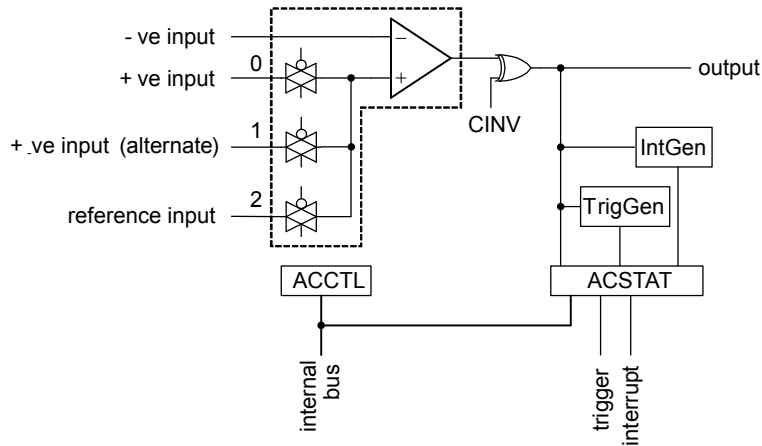 - ve input
+ ve input
0
+ ve input (alternate)
1
reference input
2
−
+
CINV
output
IntGen
TrigGen
ACCTL
ACSTAT
internal
bus
trigger
interrupt